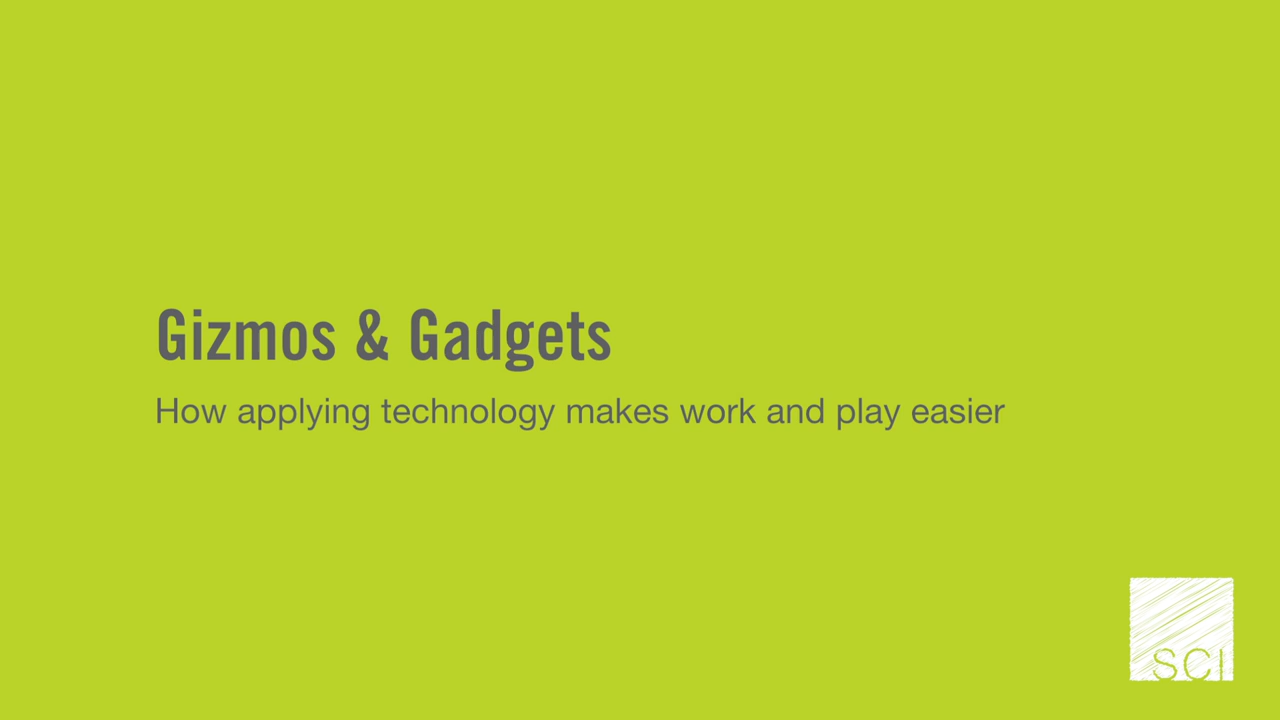 Gizmos & Gadgets
How applying technology makes work and play easier
SCI